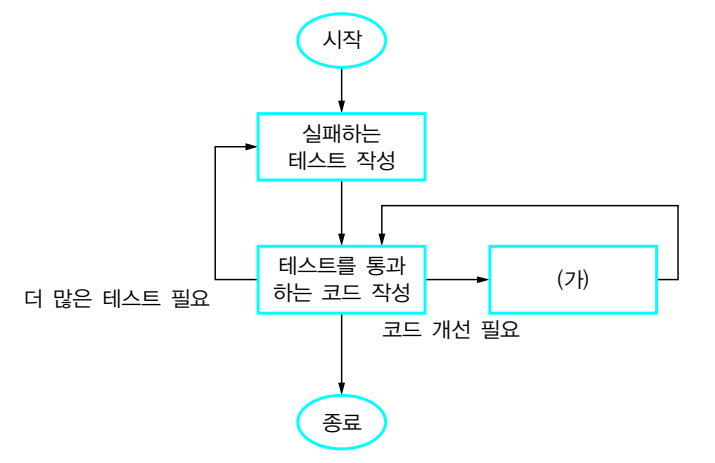 시작
실패하는
테스트 작성
테스트를 통과
하는 코드 작성
(가)
더 많은 테스트 필요
코드 개선 필요
종료